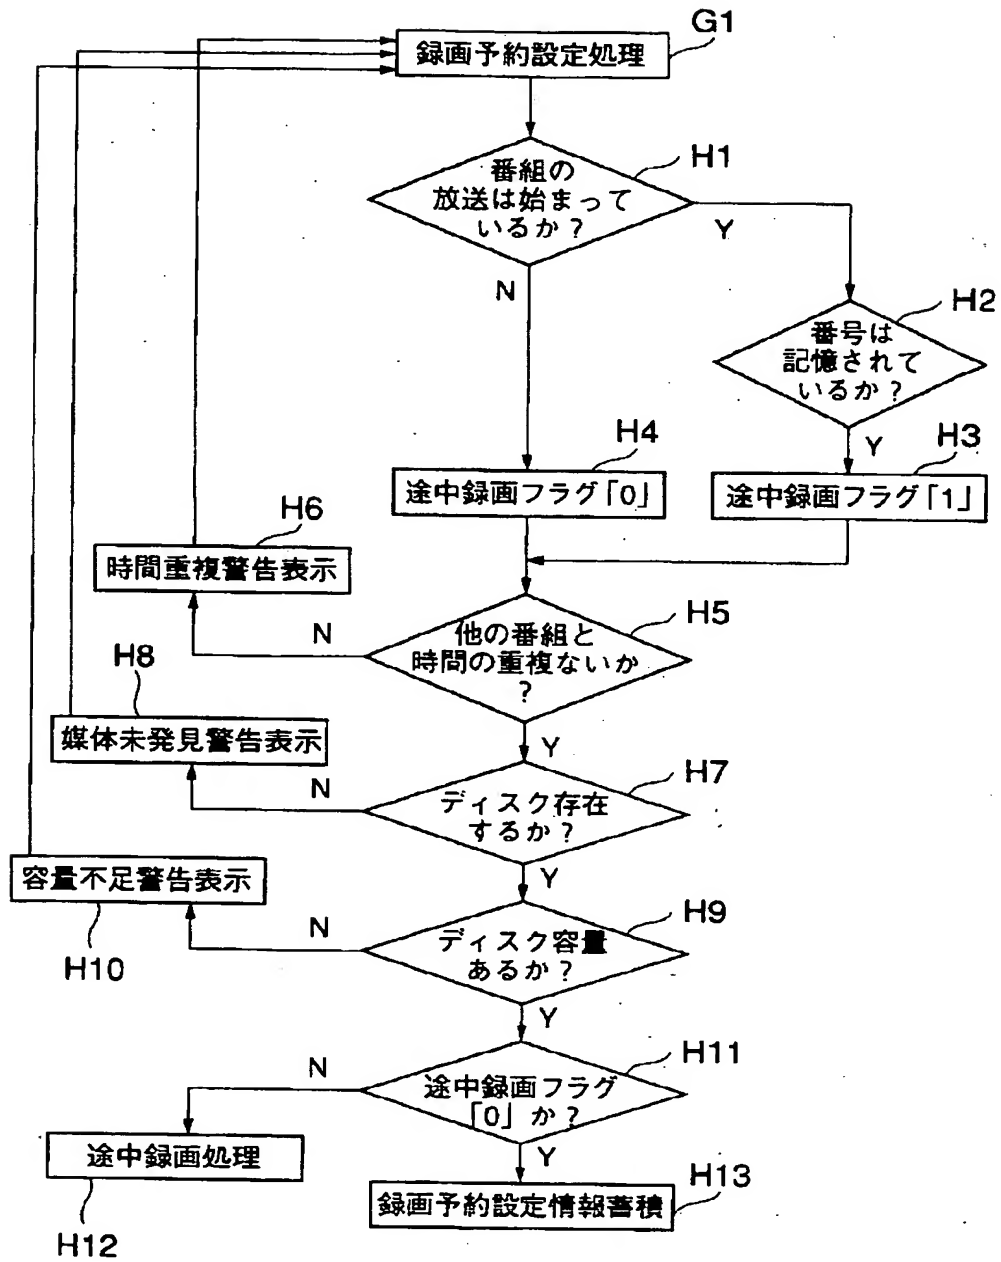 G1
録画予約設定処理
H1
番組の
放送は始まって
いるか？
Y
N
H2
番号は
記憶されて
いるか？
Y
H4
途中録画フラグ「0」
H3
途中録画フラグ「1」
H6
時間重複警告表示
H5
他の番組と
時間の重複ないか
？
N
Y
H8
媒体未発見警告表示
H7
ディスク存在
するか？
N
Y
容量不足警告表示
H10
H9
ディスク容量
あるか？
N
Y
H11
途中録画フラグ
「0」か？
N
Y
途中録画処理
H12
H13
録画予約設定情報蓄積